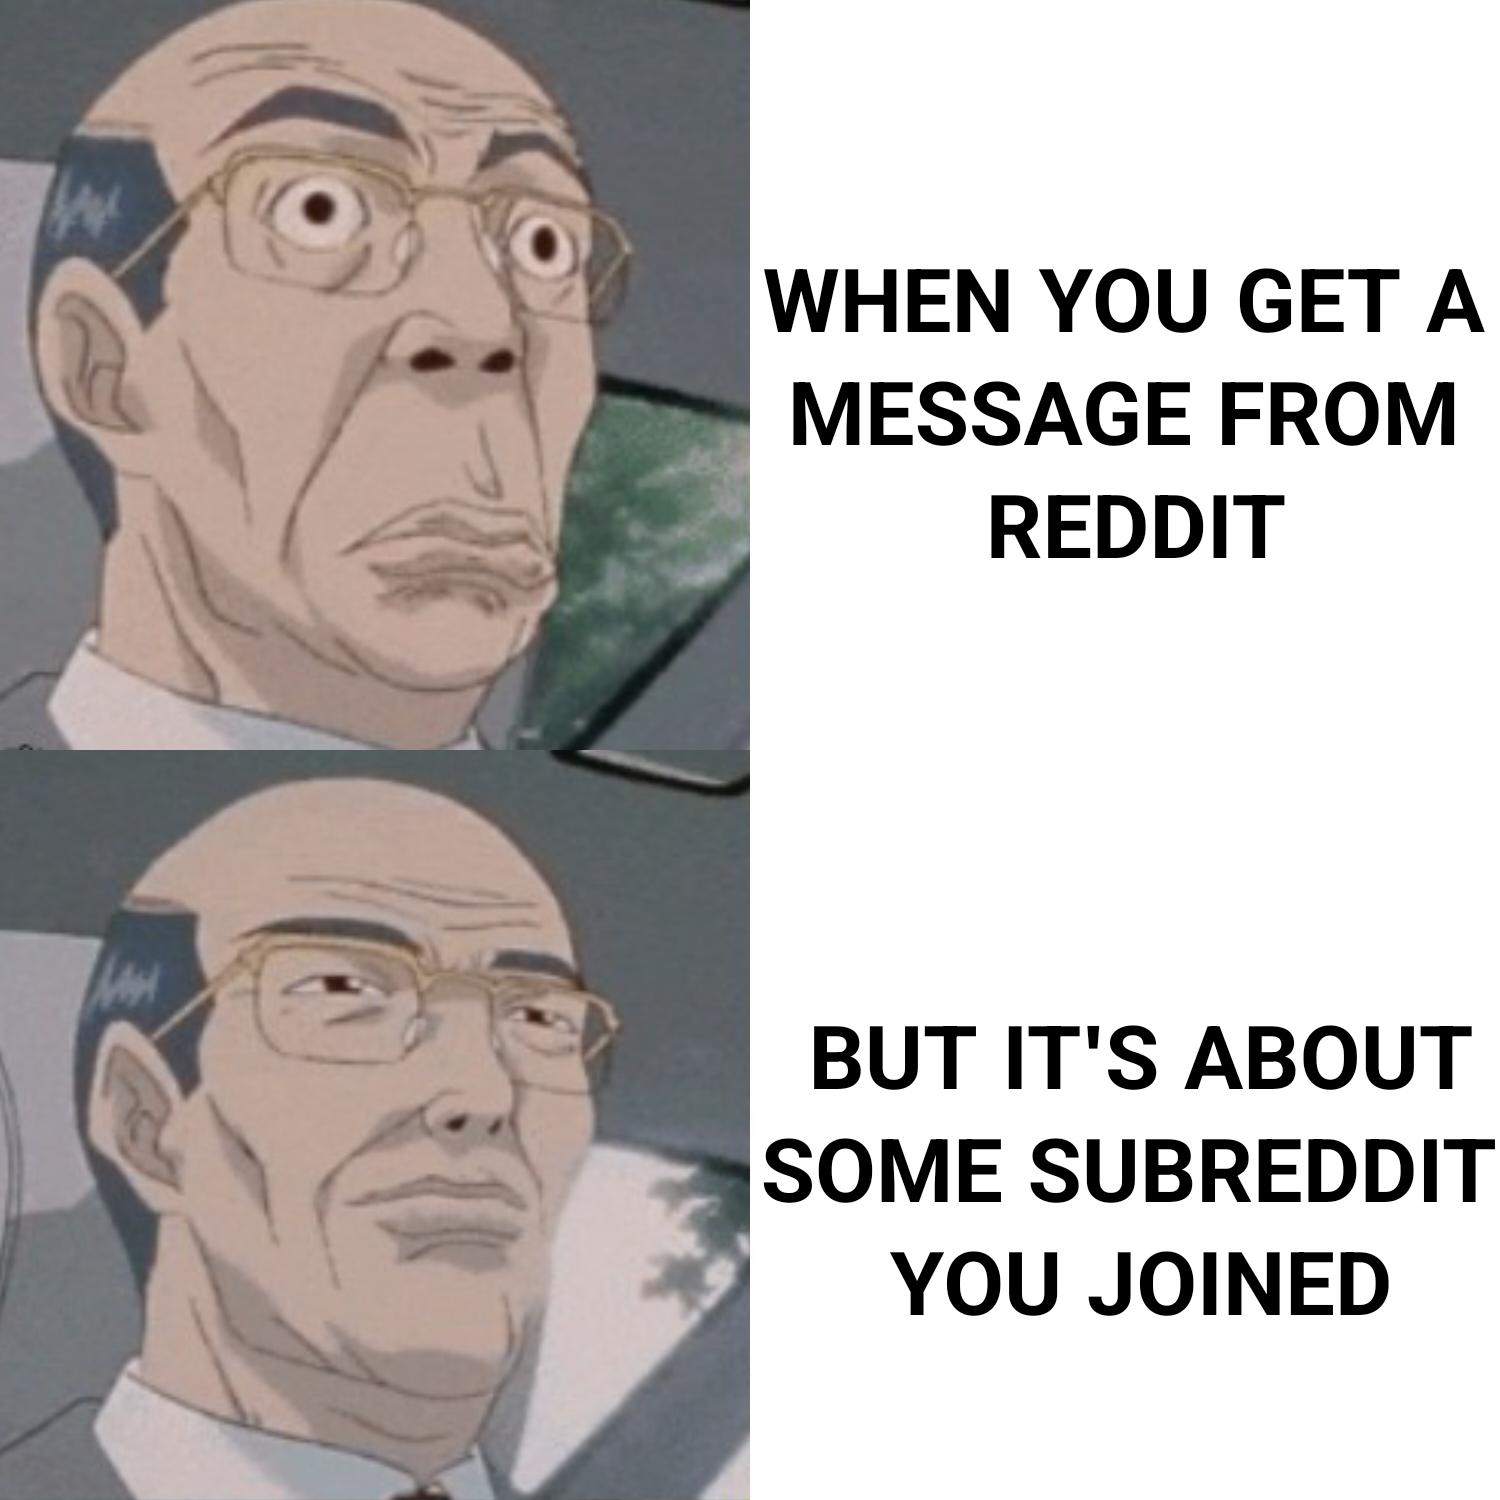 WHEN YOU GET A
MESSAGE FROM
REDDIT
BUT IT'S ABOUT
SOME SUBREDDIT
YOU JOINED